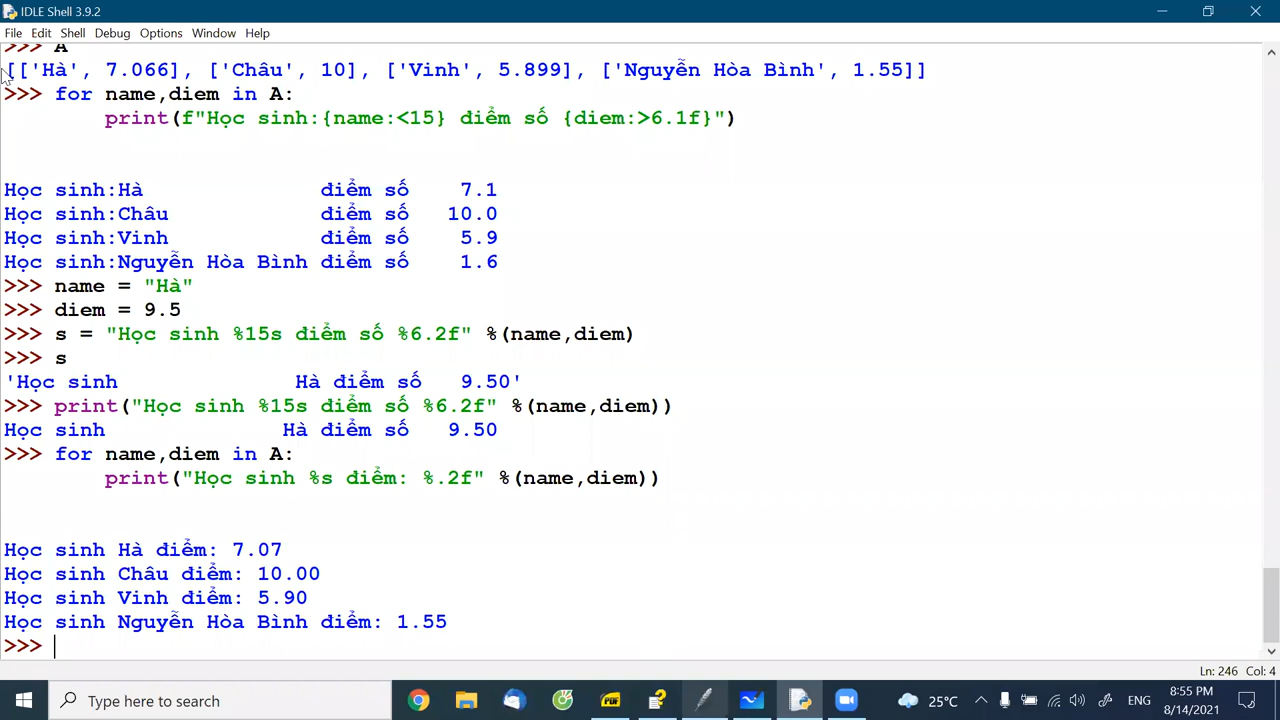 IDLE Shell 3.9.2
File Edit Shell Debug Options Window Help
>>> A
[['Hà', 7.066], ['Châu', 10], ['Vinh', 5.899], ['Nguyễn Hòa Bình', 1.55]]
>>> for name,diem in A:
        print(f"Học sinh:{name:<15} điểm số {diem:>6.1f}")
Học sinh:Hà              điểm số    7.1
Học sinh:Châu            điểm số   10.0
Học sinh:Vinh            điểm số    5.9
Học sinh:Nguyễn Hòa Bình điểm số    1.6
>>> name = "Hà"
>>> diem = 9.5
>>> s = "Học sinh %15s điểm số %6.2f" %(name,diem)
>>> s
'Học sinh              Hà điểm số   9.50'
>>> print("Học sinh %15s điểm số %6.2f" %(name,diem))
Học sinh              Hà điểm số   9.50
>>> for name,diem in A:
        print("Học sinh %s điểm: %.2f" %(name,diem))
Học sinh Hà điểm: 7.07
Học sinh Châu điểm: 10.00
Học sinh Vinh điểm: 5.90
Học sinh Nguyễn Hòa Bình điểm: 1.55
>>>
Ln: 246 Col: 4
Type here to search
PDF
25°C
ENG
8:55 PM
8/14/2021